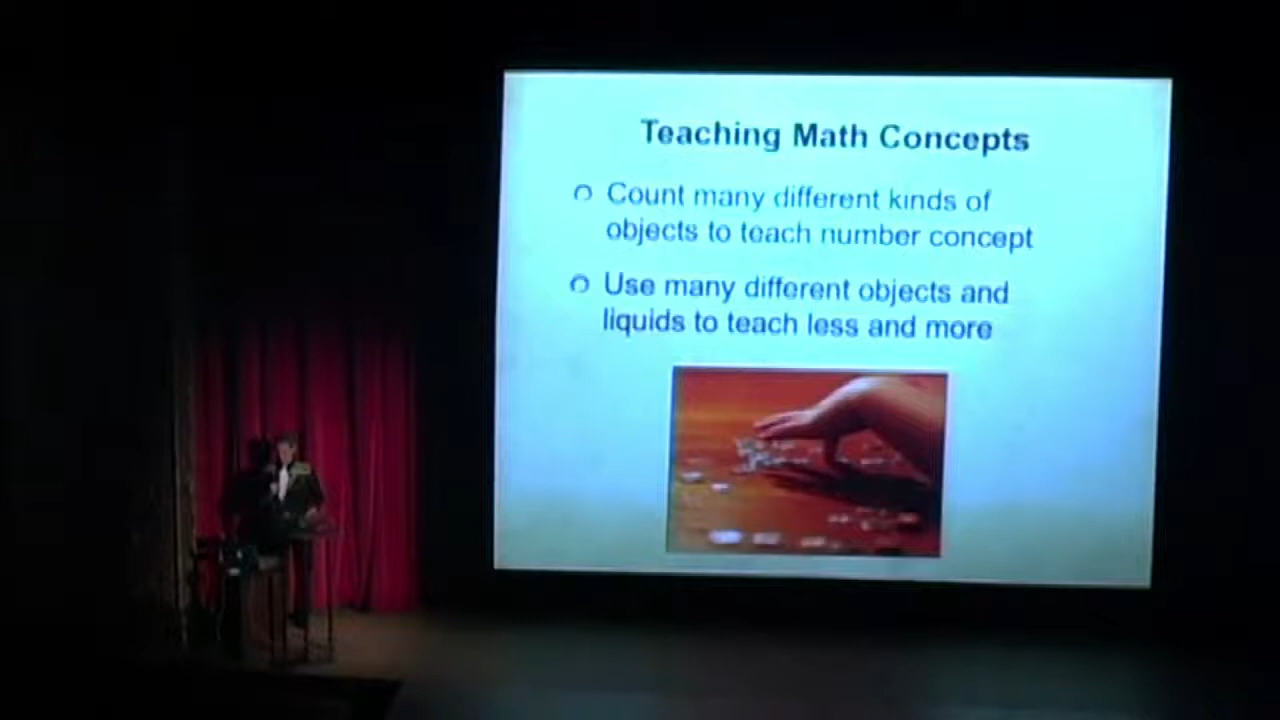 Teaching Math Concepts
Count many different kinds of
objects to teach number concept
Use many different objects and
liquids to teach less and more